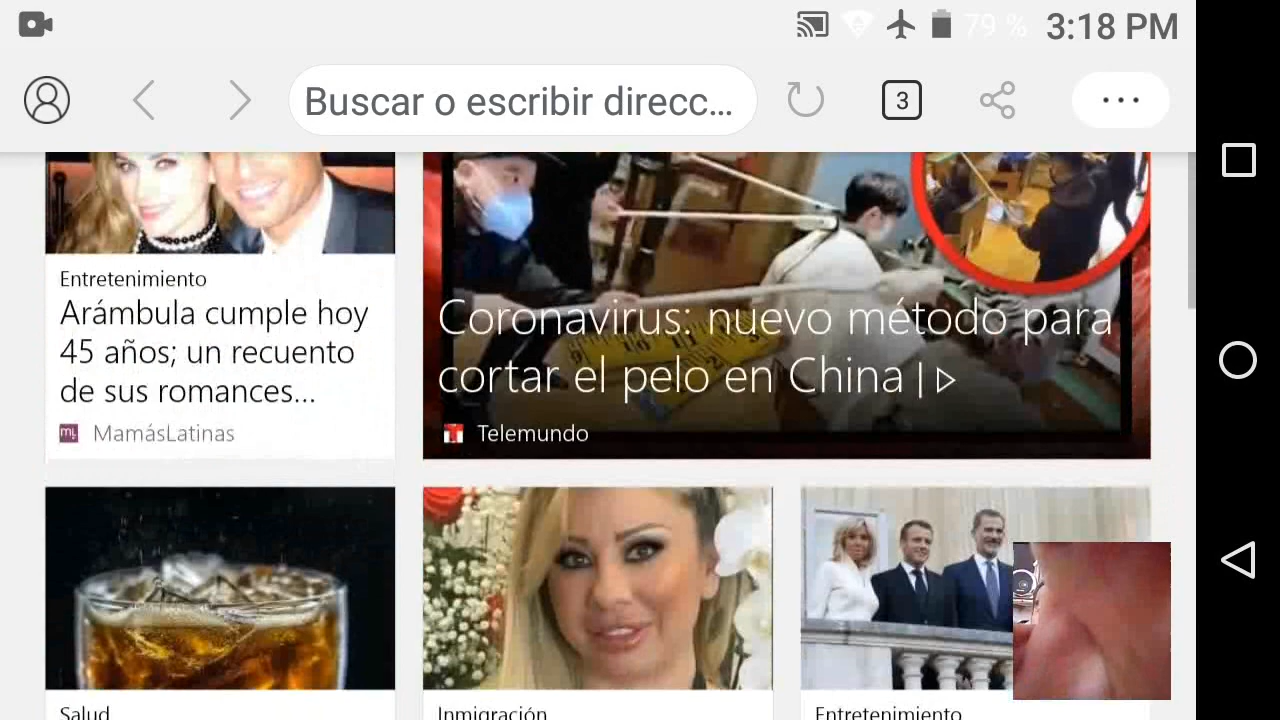 79 % 3:18 PM
Buscar o escribir direcc... 3
Entretenimiento
Arámbula cumple hoy
45 años; un recuento
de sus romances...
MamásLatinas
Coronavirus: nuevo método para
cortar el pelo en China |
Telemundo
Salud
Inmigración
Entretenimiento